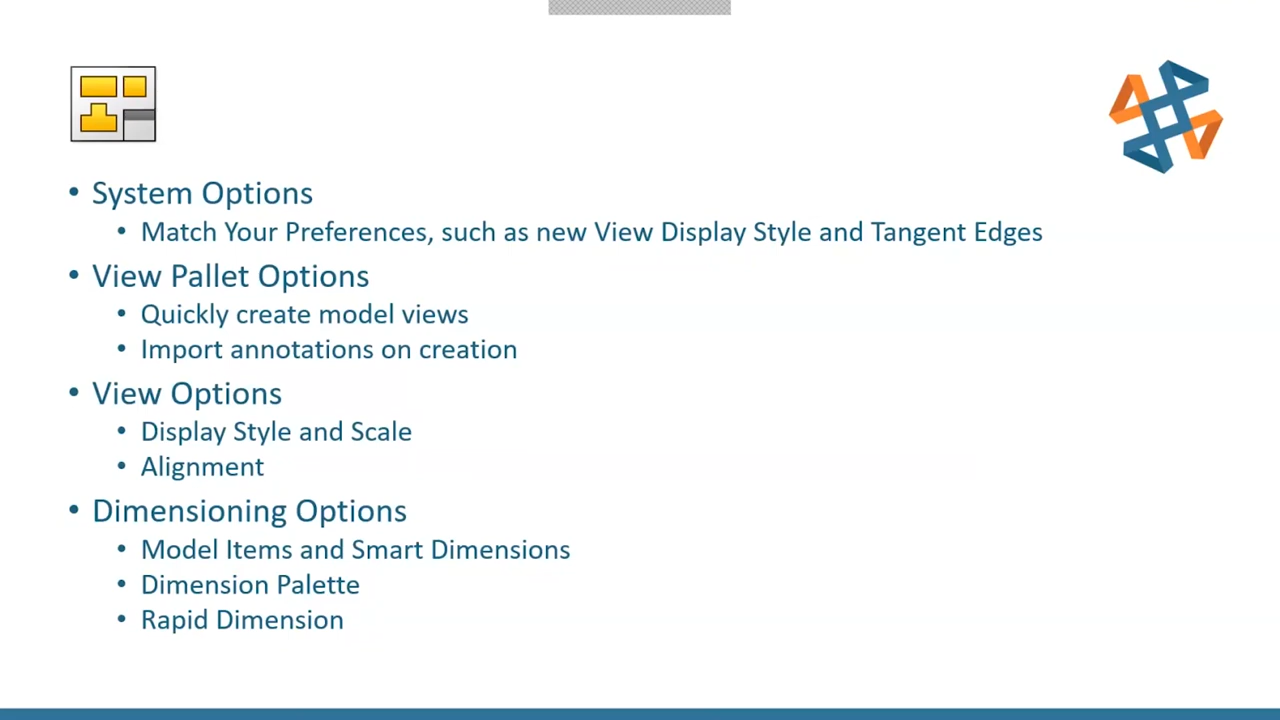 • System Options
• Match Your Preferences, such as new View Display Style and Tangent Edges
• View Pallet Options
• Quickly create model views
• Import annotations on creation
• View Options
• Display Style and Scale
• Alignment
• Dimensioning Options
• Model Items and Smart Dimensions
• Dimension Palette
• Rapid Dimension